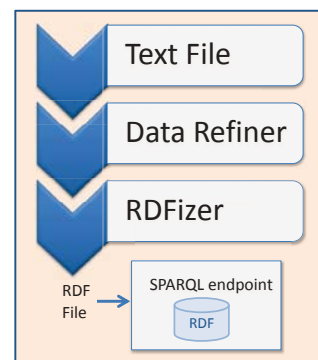 Text File
Data Refiner
RDFizer
RDF
File
SPARQL endpoint
RDF